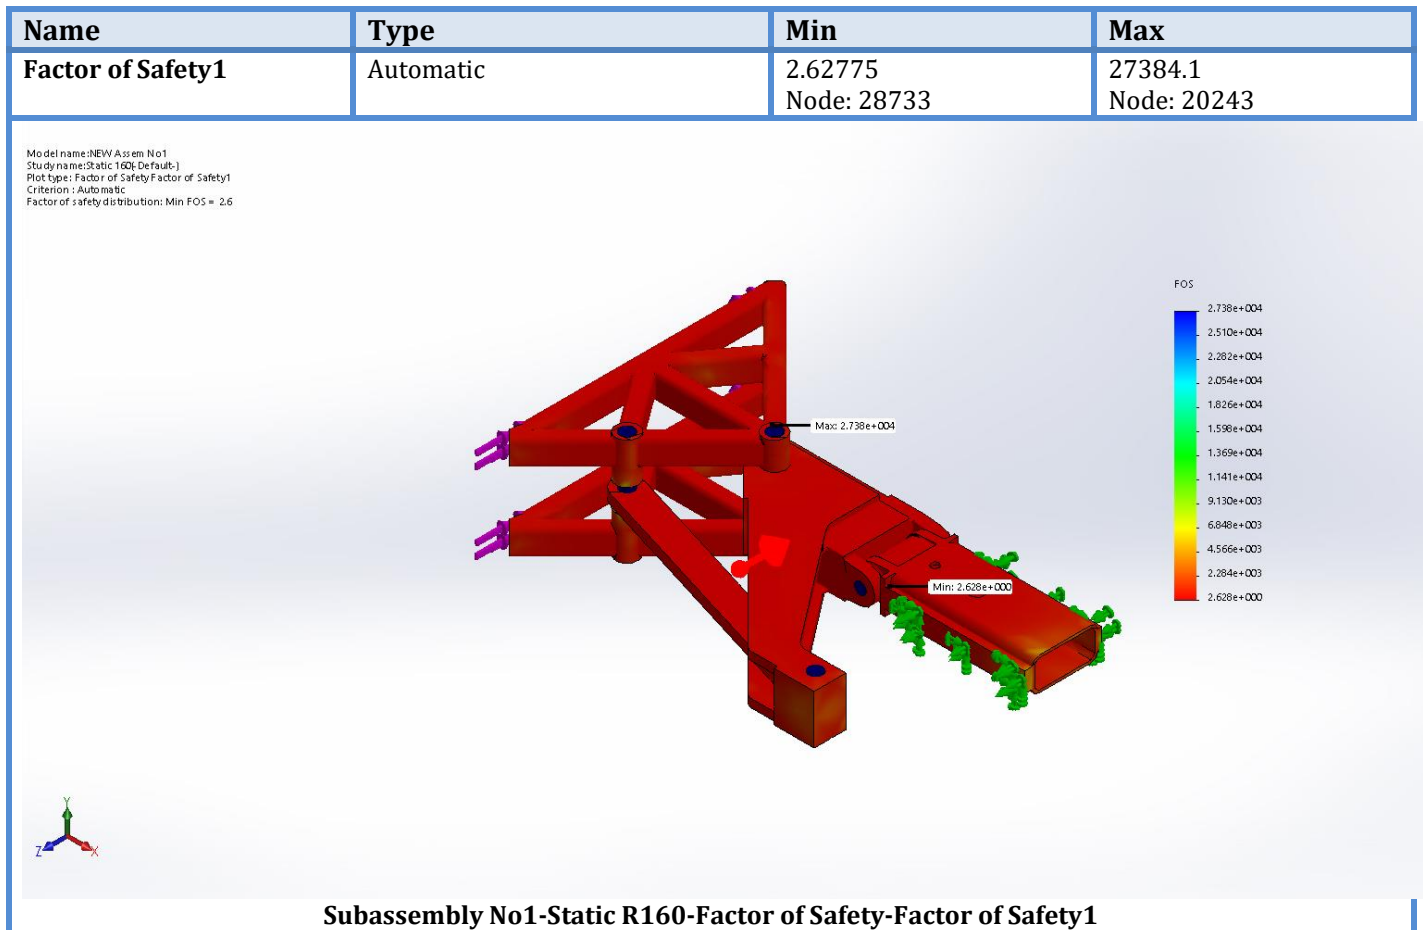 Name Type Min Max
Factor of Safety1 Automatic 2.62775 27384.1
Node: 28733 Node: 20243
Model name:NEW Assem No1
Study name:Static 160(-Default-)
Plot type: Factor of Safety Factor of Safety1
Criterion : Automatic
Factor of safety distribution: Min FOS = 2.6
FOS
2.738e+004
2.510e+004
2.282e+004
2.054e+004
1.826e+004
1.598e+004
1.369e+004
1.141e+004
9.130e+003
6.848e+003
4.566e+003
2.284e+003
2.628e+000
Max: 2.738e+004
Min: 2.628e+000
Y
Z
X
Subassembly No1-Static R160-Factor of Safety-Factor of Safety1